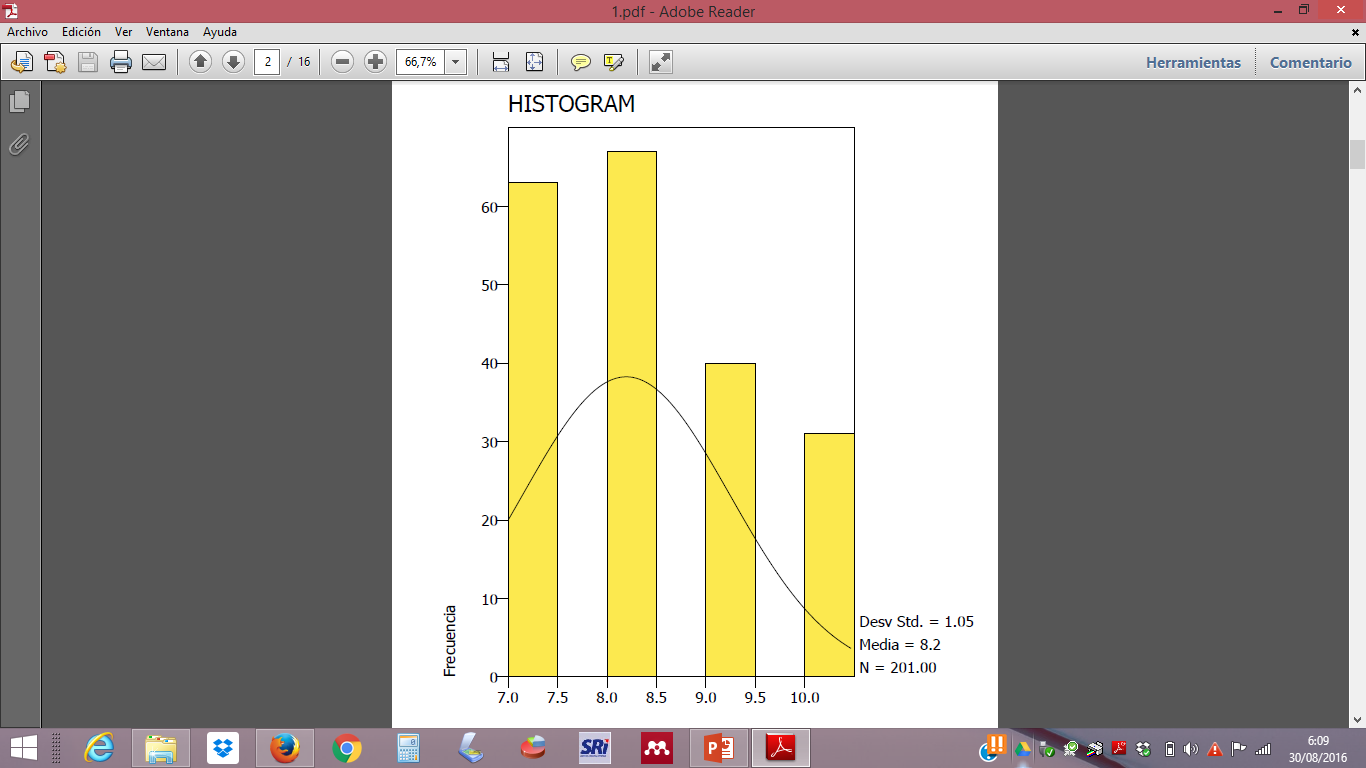 1.pdf - Adobe Reader
Archivo Edición Ver Ventana Ayuda
2 / 16 66,7% Herramientas Comentario
HISTOGRAM
60
50
40
30
20
10
0
Frecuencia
7.0 7.5 8.0 8.5 9.0 9.5 10.0
Desv Std. = 1.05
Media = 8.2
N = 201.00
SRi
6:09
30/08/2016